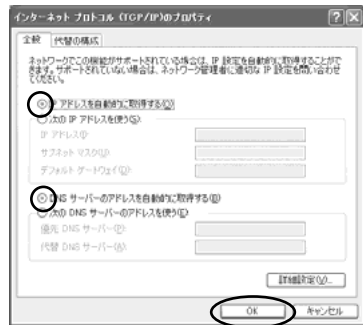 インターネット プロトコル (TCP/IP)のプロパティ
全般 代替の構成
ネットワークでこの機能がサポートされている場合は、IP 設定を自動的に取得することがで
きます。サポートされていない場合は、ネットワーク管理者に適切な IP 設定を問い合わせ
てください。
IP アドレスを自動的に取得する(O)
次の IP アドレスを使う(S):
IP アドレス(I):
サブネット マスク(U):
デフォルト ゲートウェイ(D):
DNS サーバーのアドレスを自動的に取得する(B)
次の DNS サーバーのアドレスを使う(E):
優先 DNS サーバー(P):
代替 DNS サーバー(A):
詳細設定(V)...
OK キャンセル